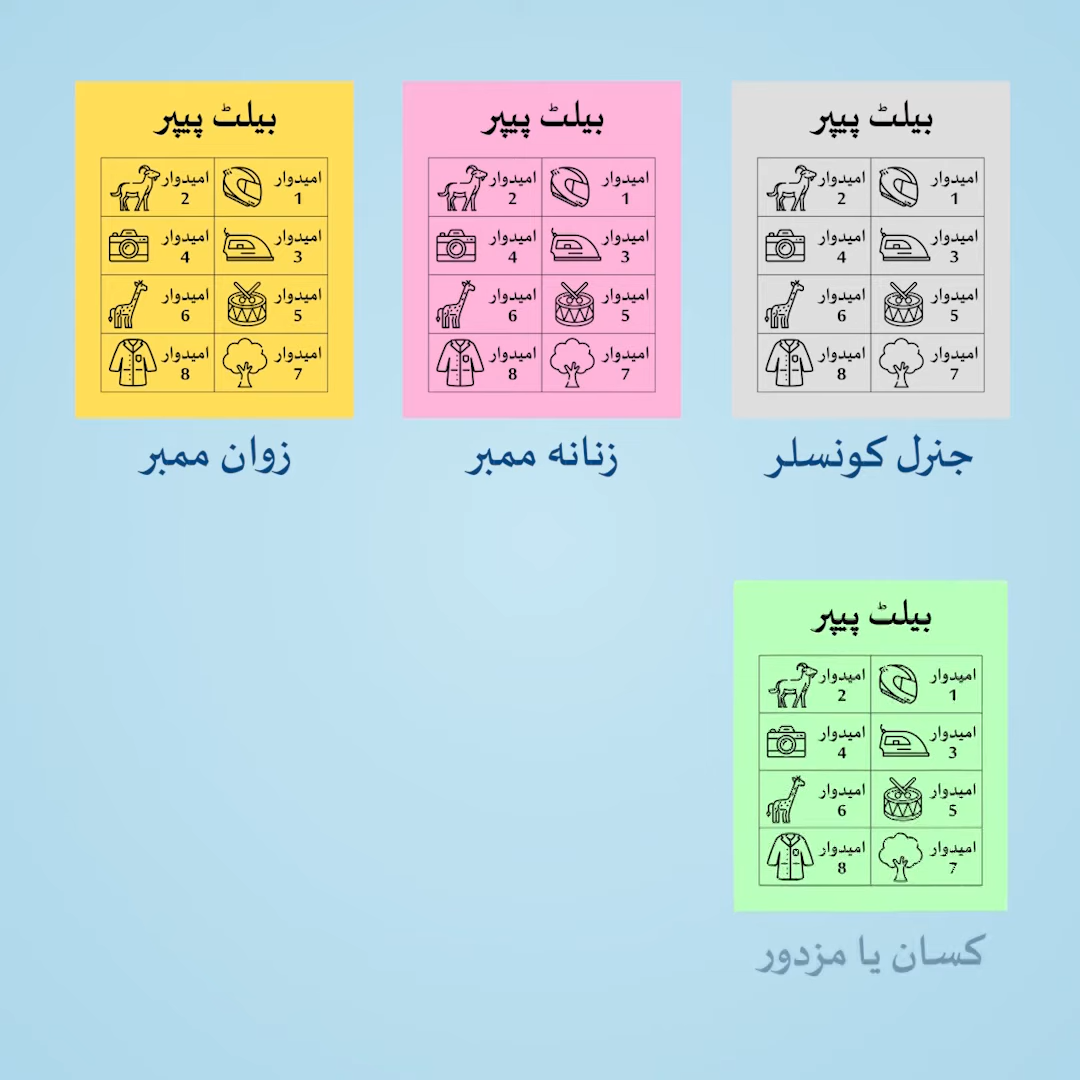 بیلٹ پیپر
امیدوار 1 امیدوار 2
امیدوار 3 امیدوار 4
امیدوار 5 امیدوار 6
امیدوار 7 امیدوار 8
جنرل کونسلر
بیلٹ پیپر
امیدوار 1 امیدوار 2
امیدوار 3 امیدوار 4
امیدوار 5 امیدوار 6
امیدوار 7 امیدوار 8
زنانہ ممبر
بیلٹ پیپر
امیدوار 1 امیدوار 2
امیدوار 3 امیدوار 4
امیدوار 5 امیدوار 6
امیدوار 7 امیدوار 8
زوان ممبر
بیلٹ پیپر
امیدوار 1 امیدوار 2
امیدوار 3 امیدوار 4
امیدوار 5 امیدوار 6
امیدوار 7 امیدوار 8
کسان یا مزدور